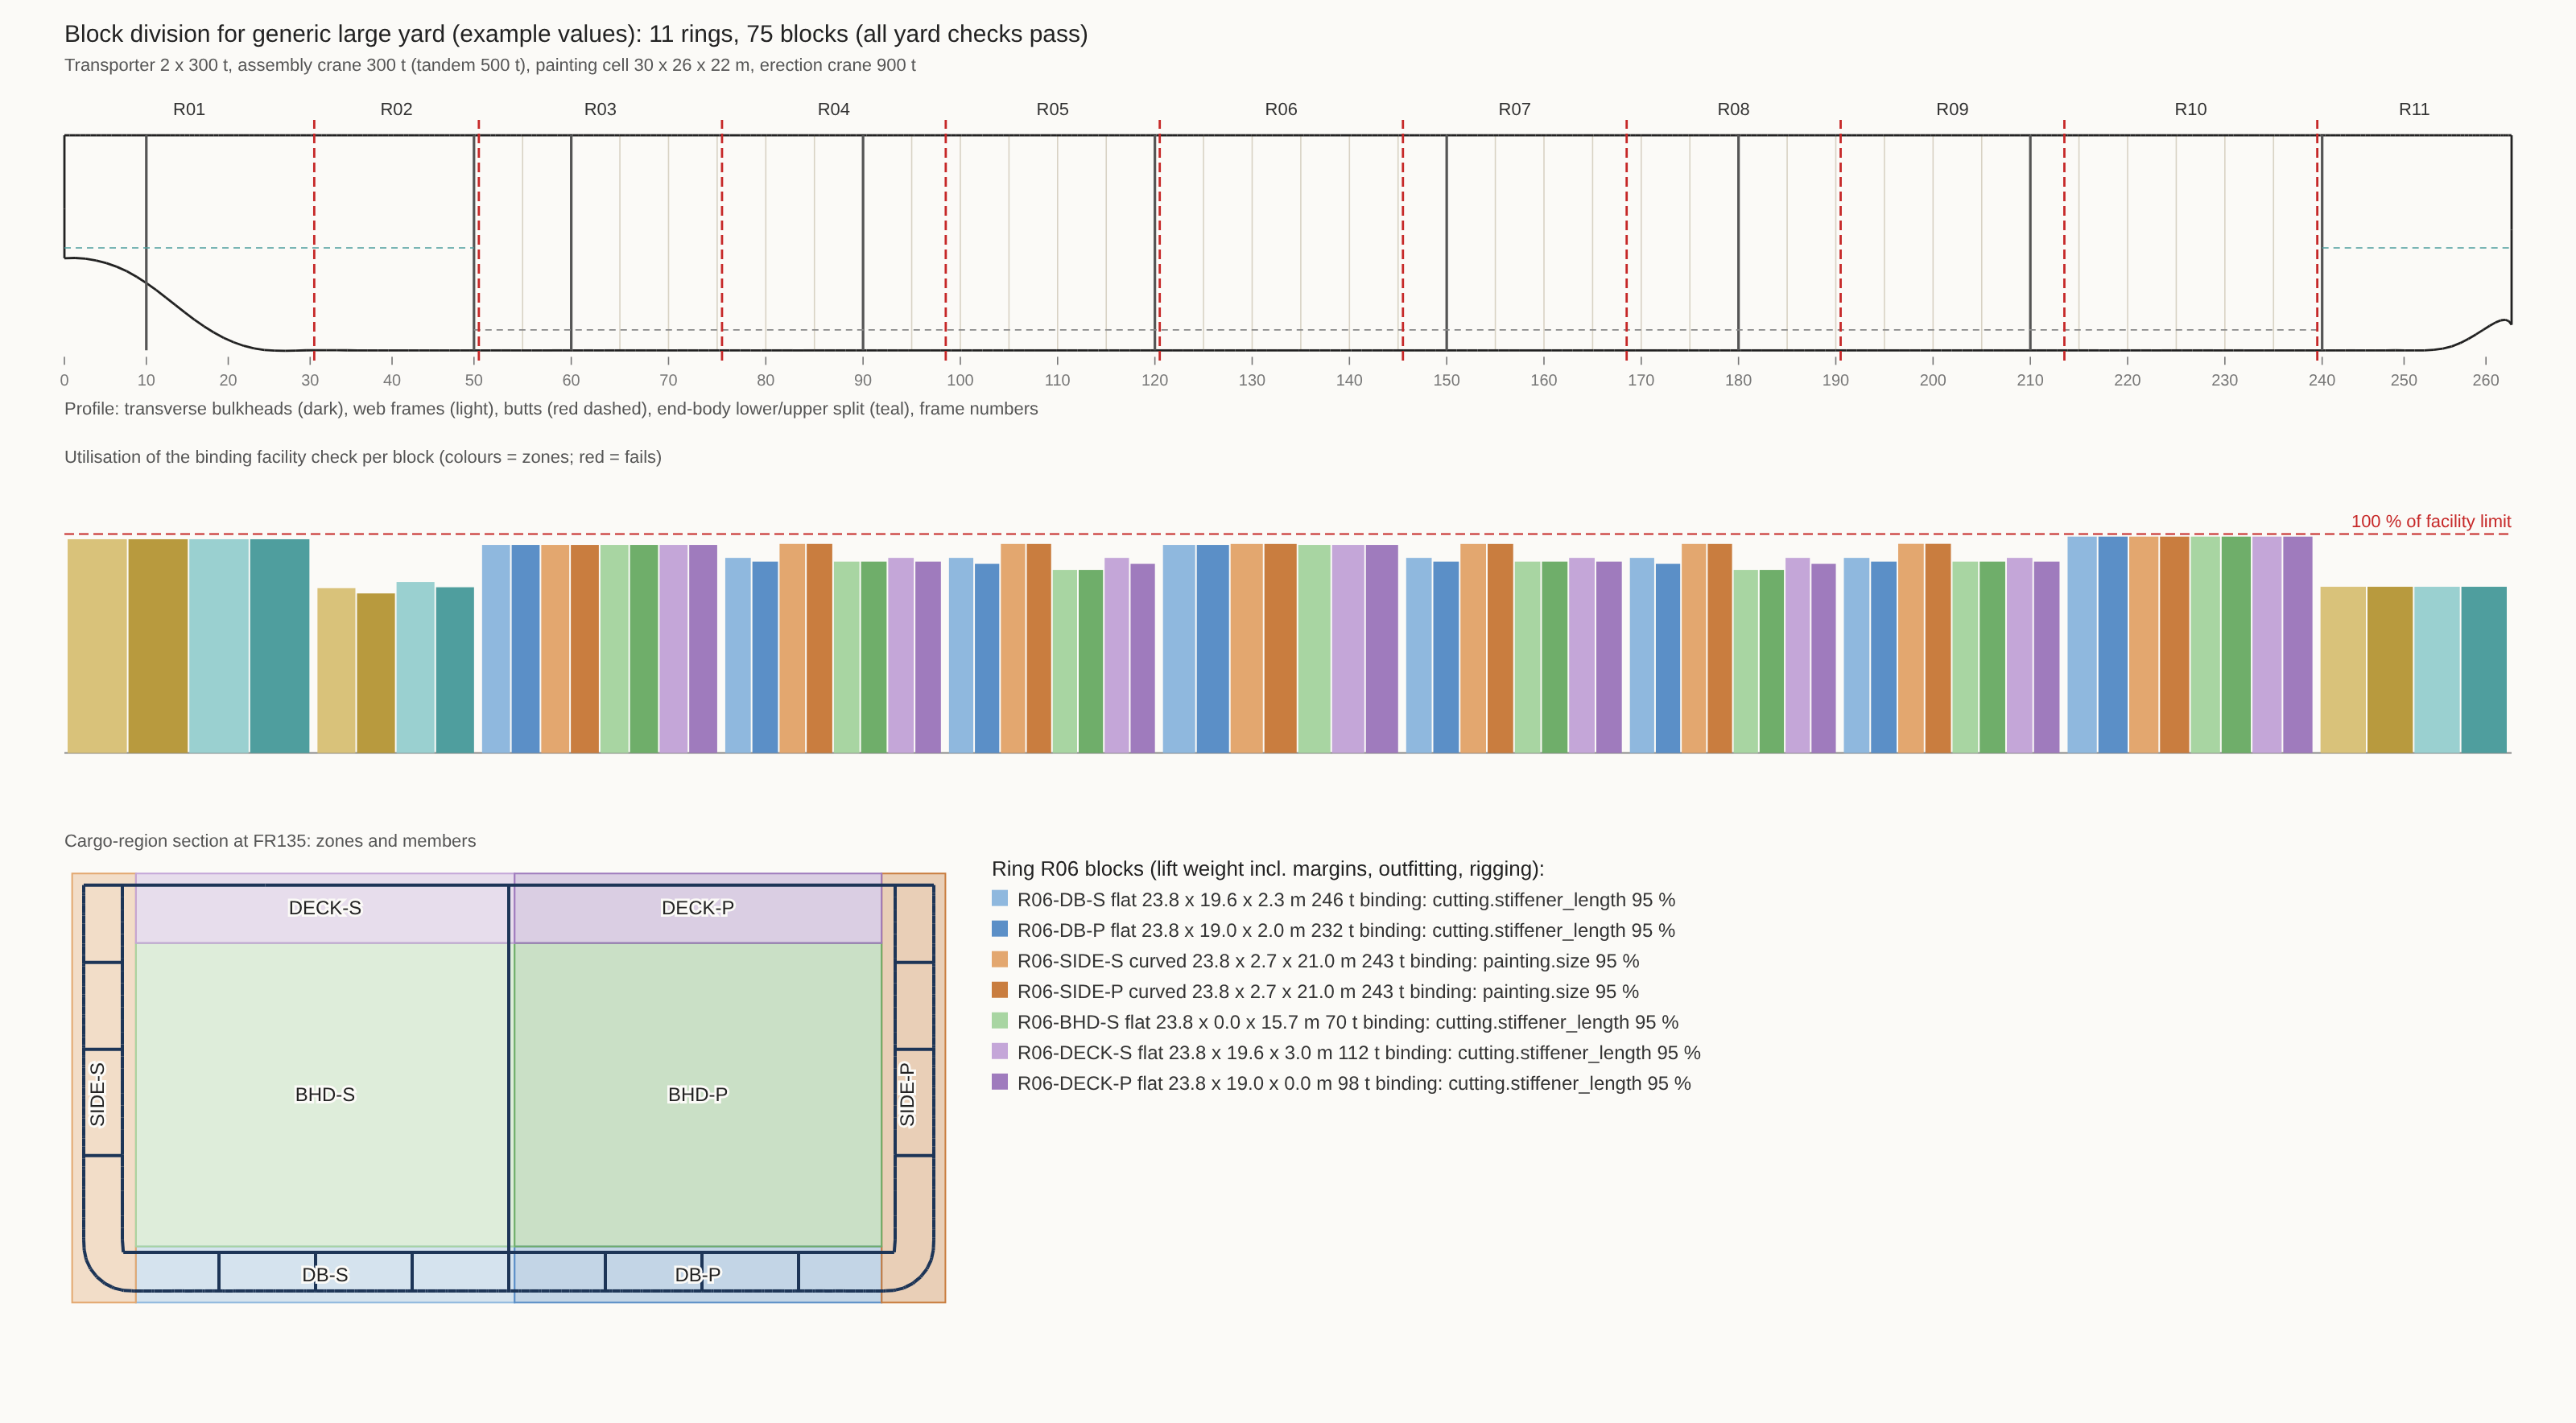 Block division for generic large yard (example values): 11 rings, 75 blocks (all yard checks pass)
Transporter 2 x 300 t, assembly crane 300 t (tandem 500 t), painting cell 30 x 26 x 22 m, erection crane 900 t
R01 R02 R03 R04 R05 R06 R07 R08 R09 R10 R11
0 10 20 30 40 50 60 70 80 90 100 110 120 130 140 150 160 170 180 190 200 210 220 230 240 250 260
Profile: transverse bulkheads (dark), web frames (light), butts (red dashed), end-body lower/upper split (teal), frame numbers
Utilisation of the binding facility check per block (colours = zones; red = fails)
100 % of facility limit
Cargo-region section at FR135: zones and members
DECK-S DECK-P
SIDE-S BHD-S BHD-P SIDE-P
DB-S DB-P
Ring R06 blocks (lift weight incl. margins, outfitting, rigging):
R06-DB-S flat 23.8 x 19.6 x 2.3 m 246 t binding: cutting.stiffener_length 95 %
R06-DB-P flat 23.8 x 19.0 x 2.0 m 232 t binding: cutting.stiffener_length 95 %
R06-SIDE-S curved 23.8 x 2.7 x 21.0 m 243 t binding: painting.size 95 %
R06-SIDE-P curved 23.8 x 2.7 x 21.0 m 243 t binding: painting.size 95 %
R06-BHD-S flat 23.8 x 0.0 x 15.7 m 70 t binding: cutting.stiffener_length 95 %
R06-DECK-S flat 23.8 x 19.6 x 3.0 m 112 t binding: cutting.stiffener_length 95 %
R06-DECK-P flat 23.8 x 19.0 x 0.0 m 98 t binding: cutting.stiffener_length 95 %